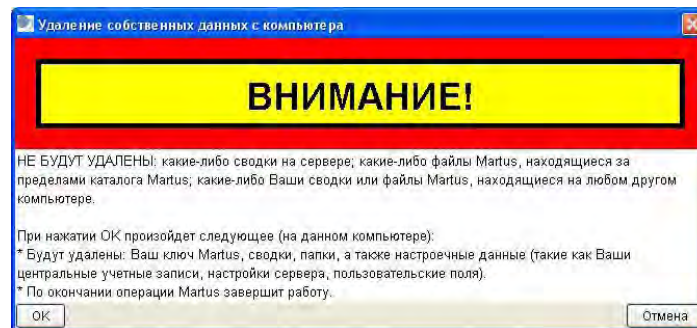 Удаление собственных данных с компьютера
ВНИМАНИЕ!
НЕ БУДУТ УДАЛЕНЫ: какие-либо сводки на сервере; какие-либо файлы Martus, находящиеся за
пределами каталога Martus; какие-либо Ваши сводки или файлы Martus, находящиеся на любом другом
компьютере.
При нажатии ОК произойдет следующее (на данном компьютере):
* Будут удалены: Ваш ключ Martus, сводки, папки, а также настроечные данные (такие как Ваши
центральные учетные записи, настройки сервера, пользовательские поля).
* По окончании операции Martus завершит работу.
ОК Отмена